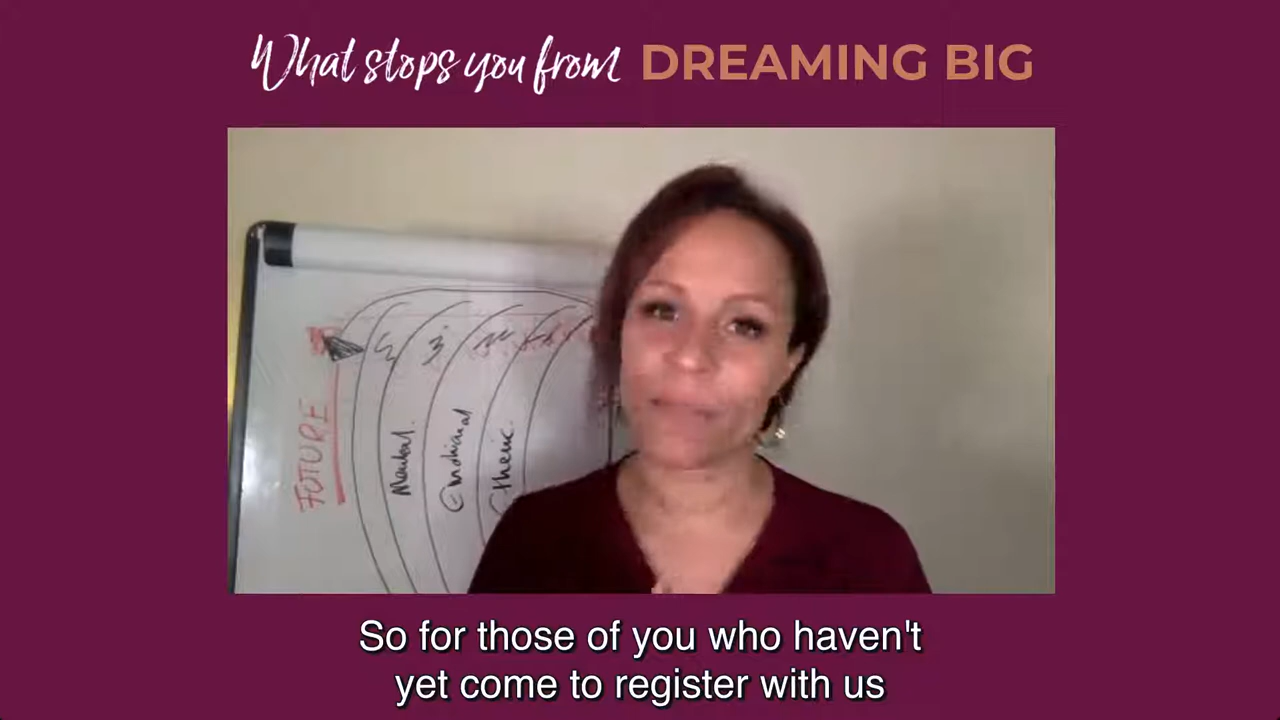 What stops you from DREAMING BIG
FUTURE
Mental
Emotional
Etheric
So for those of you who haven't
yet come to register with us